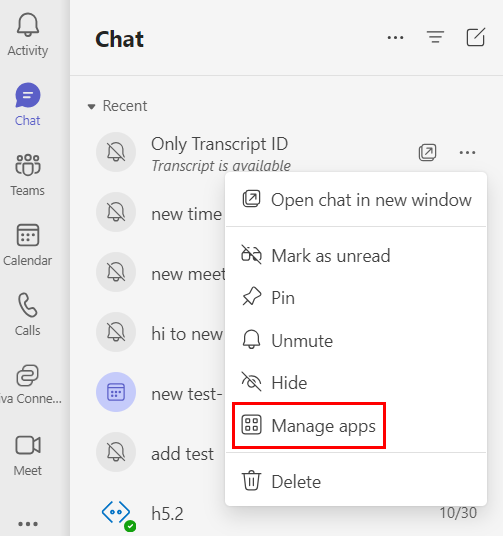 Activity
Chat
Teams
Calendar
Calls
va Conne...
Meet
Chat
Recent
Only Transcript ID
Transcript is available
new time
new meet
hi to new
new test-
add test
h5.2
10/30
Open chat in new window
Mark as unread
Pin
Unmute
Hide
Manage apps
Delete